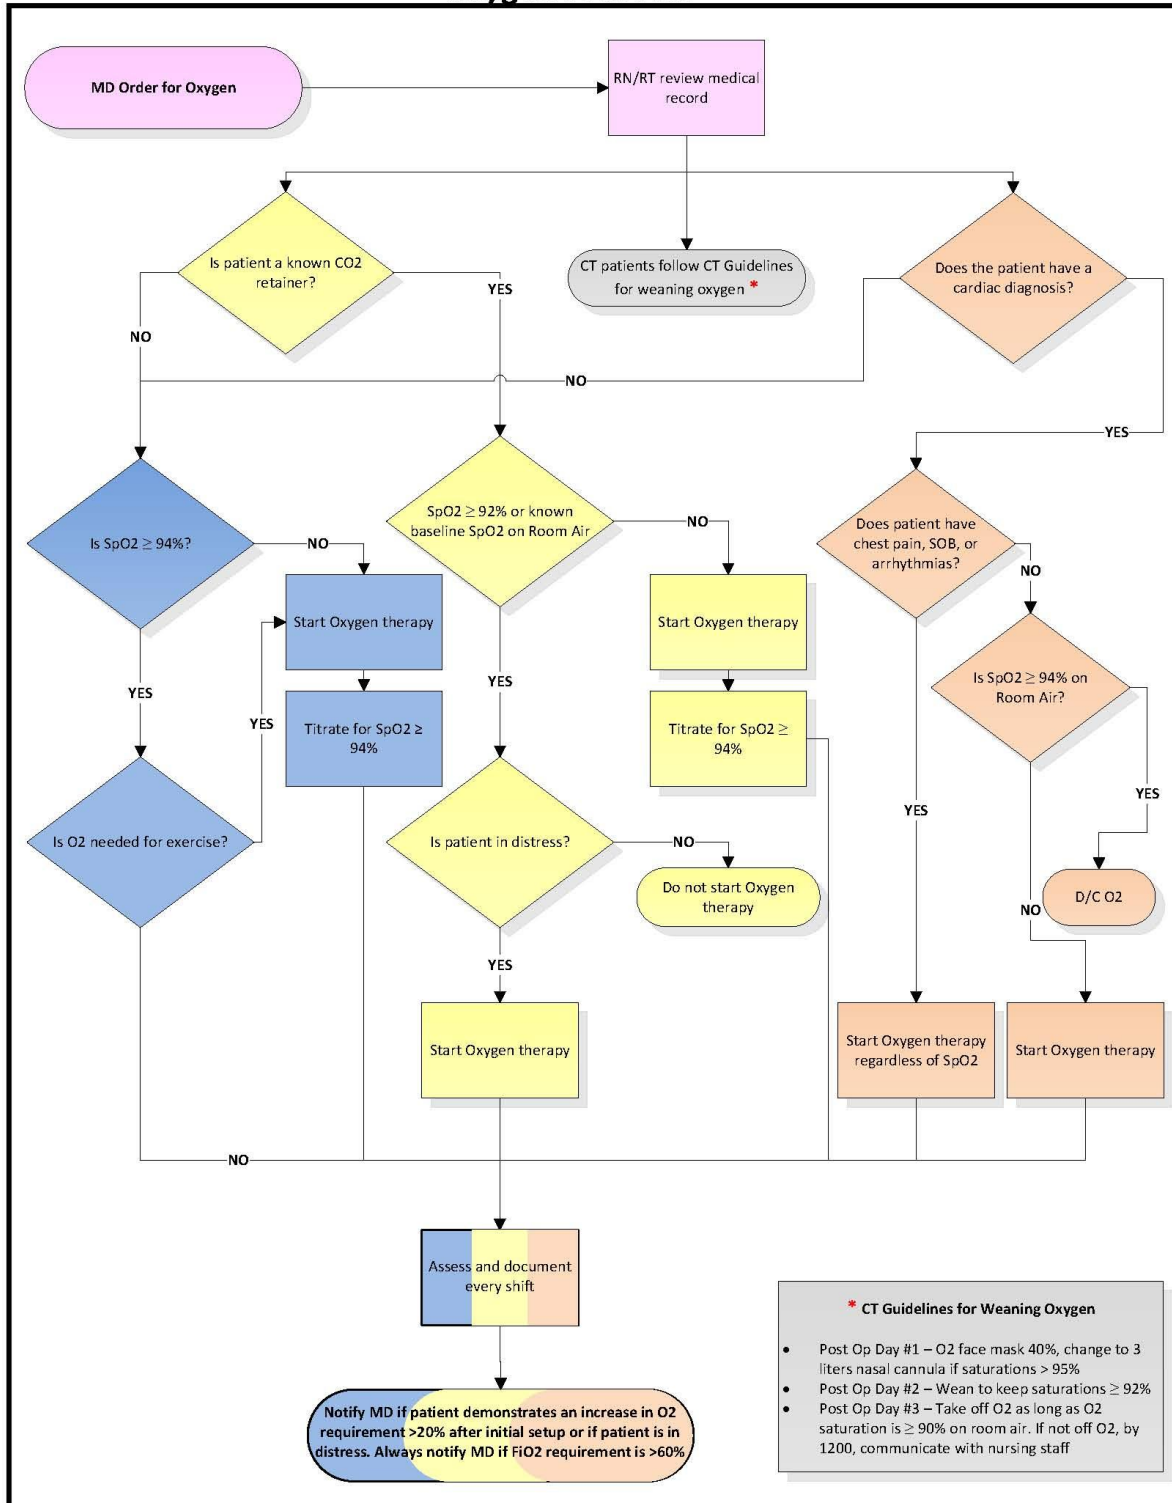 MD Order for Oxygen
RN/RT review medical
record
Is patient a known CO2
retainer?
CT patients follow CT Guidelines
for weaning oxygen *
Does the patient have a
cardiac diagnosis?
YES
NO
NO
YES
Is SpO2 ≥ 94%?
NO
SpO2 ≥ 92% or known
baseline SpO2 on Room Air
NO
Does patient have
chest pain, SOB, or
arrhythmias?
NO
Start Oxygen therapy
Start Oxygen therapy
YES
YES
YES
Titrate for SpO2 ≥
94%
Titrate for SpO2 ≥
94%
Is SpO2 ≥ 94% on
Room Air?
YES
YES
Is O2 needed for exercise?
Is patient in distress?
NO
Do not start Oxygen
therapy
D/C O2
NO
YES
Start Oxygen therapy
Start Oxygen therapy
regardless of SpO2
Start Oxygen therapy
NO
Assess and document
every shift
Notify MD if patient demonstrates an increase in O2
requirement >20% after initial setup or if patient is in
distress. Always notify MD if FiO2 requirement is >60%
* CT Guidelines for Weaning Oxygen
• Post Op Day #1 – O2 face mask 40%, change to 3
liters nasal cannula if saturations > 95%
• Post Op Day #2 – Wean to keep saturations ≥ 92%
• Post Op Day #3 – Take off O2 as long as O2
saturation is ≥ 90% on room air. If not off O2, by
1200, communicate with nursing staff